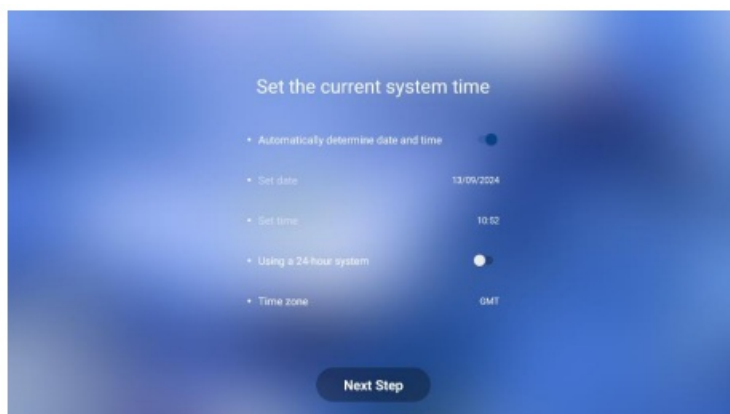 Set the current system time
• Automatically determine date and time
• Set date 13/09/2024
• Set time 10:52
• Using a 24-hour system
• Time zone GMT
Next Step